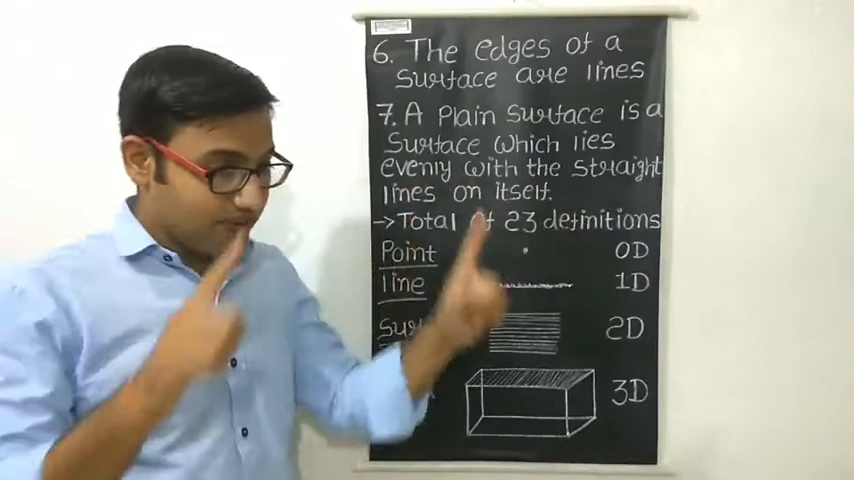 6. The edges of a
surface are lines
7. A Plain surface is a
surface which lies
evenly with the straight
lines on itself.
→ Total of 23 definitions
Point 0D
line 1D
2D
3D